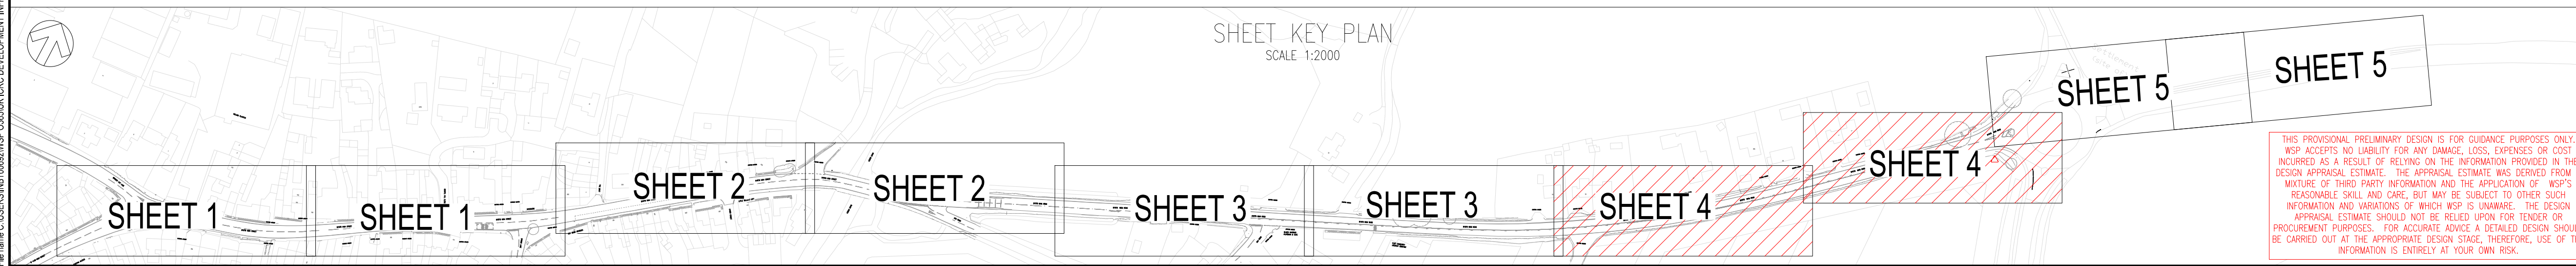 SHEET KEY PLAN
SCALE 1:2000
SHEET 1
SHEET 1
SHEET 2
SHEET 2
SHEET 3
SHEET 3
SHEET 4
SHEET 4
SHEET 5
SHEET 5
THIS PROVISIONAL PRELIMINARY DESIGN IS FOR GUIDANCE PURPOSES ONLY.
WSP ACCEPTS NO LIABILITY FOR ANY DAMAGE, LOSS, EXPENSES OR COST
INCURRED AS A RESULT OF RELYING ON THE INFORMATION PROVIDED IN THE
DESIGN APPRAISAL ESTIMATE. THE APPRAISAL ESTIMATE WAS DERIVED FROM
MIXTURE OF THIRD PARTY INFORMATION AND THE APPLICATION OF WSP'S
REASONABLE SKILL AND CARE, BUT MAY BE SUBJECT TO OTHER SUCH
INFORMATION AND VARIATIONS OF WHICH WSP IS UNAWARE. THE DESIGN
APPRAISAL ESTIMATE SHOULD NOT BE RELIED UPON FOR TENDER OR
PROCUREMENT PURPOSES. FOR ACCURATE ADVICE A DETAILED DESIGN SHOUL
BE CARRIED OUT AT THE APPROPRIATE DESIGN STAGE, THEREFORE, USE OF
INFORMATION IS ENTIRELY AT YOUR OWN RISK.